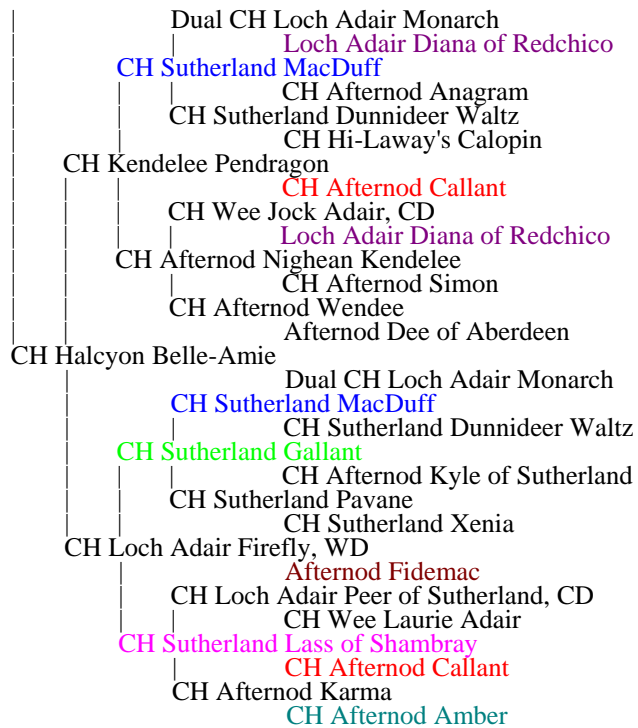 Dual CH Loch Adair Monarch
Loch Adair Diana of Redchico
CH Sutherland MacDuff
CH Afternod Anagram
CH Sutherland Dunnideer Waltz
CH Hi-Laway's Calopin
CH Kendelee Pendragon
CH Afternod Callant
CH Wee Jock Adair, CD
Loch Adair Diana of Redchico
CH Afternod Nighean Kendelee
CH Afternod Simon
CH Afternod Wendee
Afternod Dee of Aberdeen
CH Halcyon Belle-Amie
Dual CH Loch Adair Monarch
CH Sutherland MacDuff
CH Sutherland Dunnideer Waltz
CH Sutherland Gallant
CH Afternod Kyle of Sutherland
CH Sutherland Pavane
CH Sutherland Xenia
CH Loch Adair Firefly, WD
Afternod Fidemac
CH Loch Adair Peer of Sutherland, CD
CH Wee Laurie Adair
CH Sutherland Lass of Shambray
CH Afternod Callant
CH Afternod Karma
CH Afternod Amber